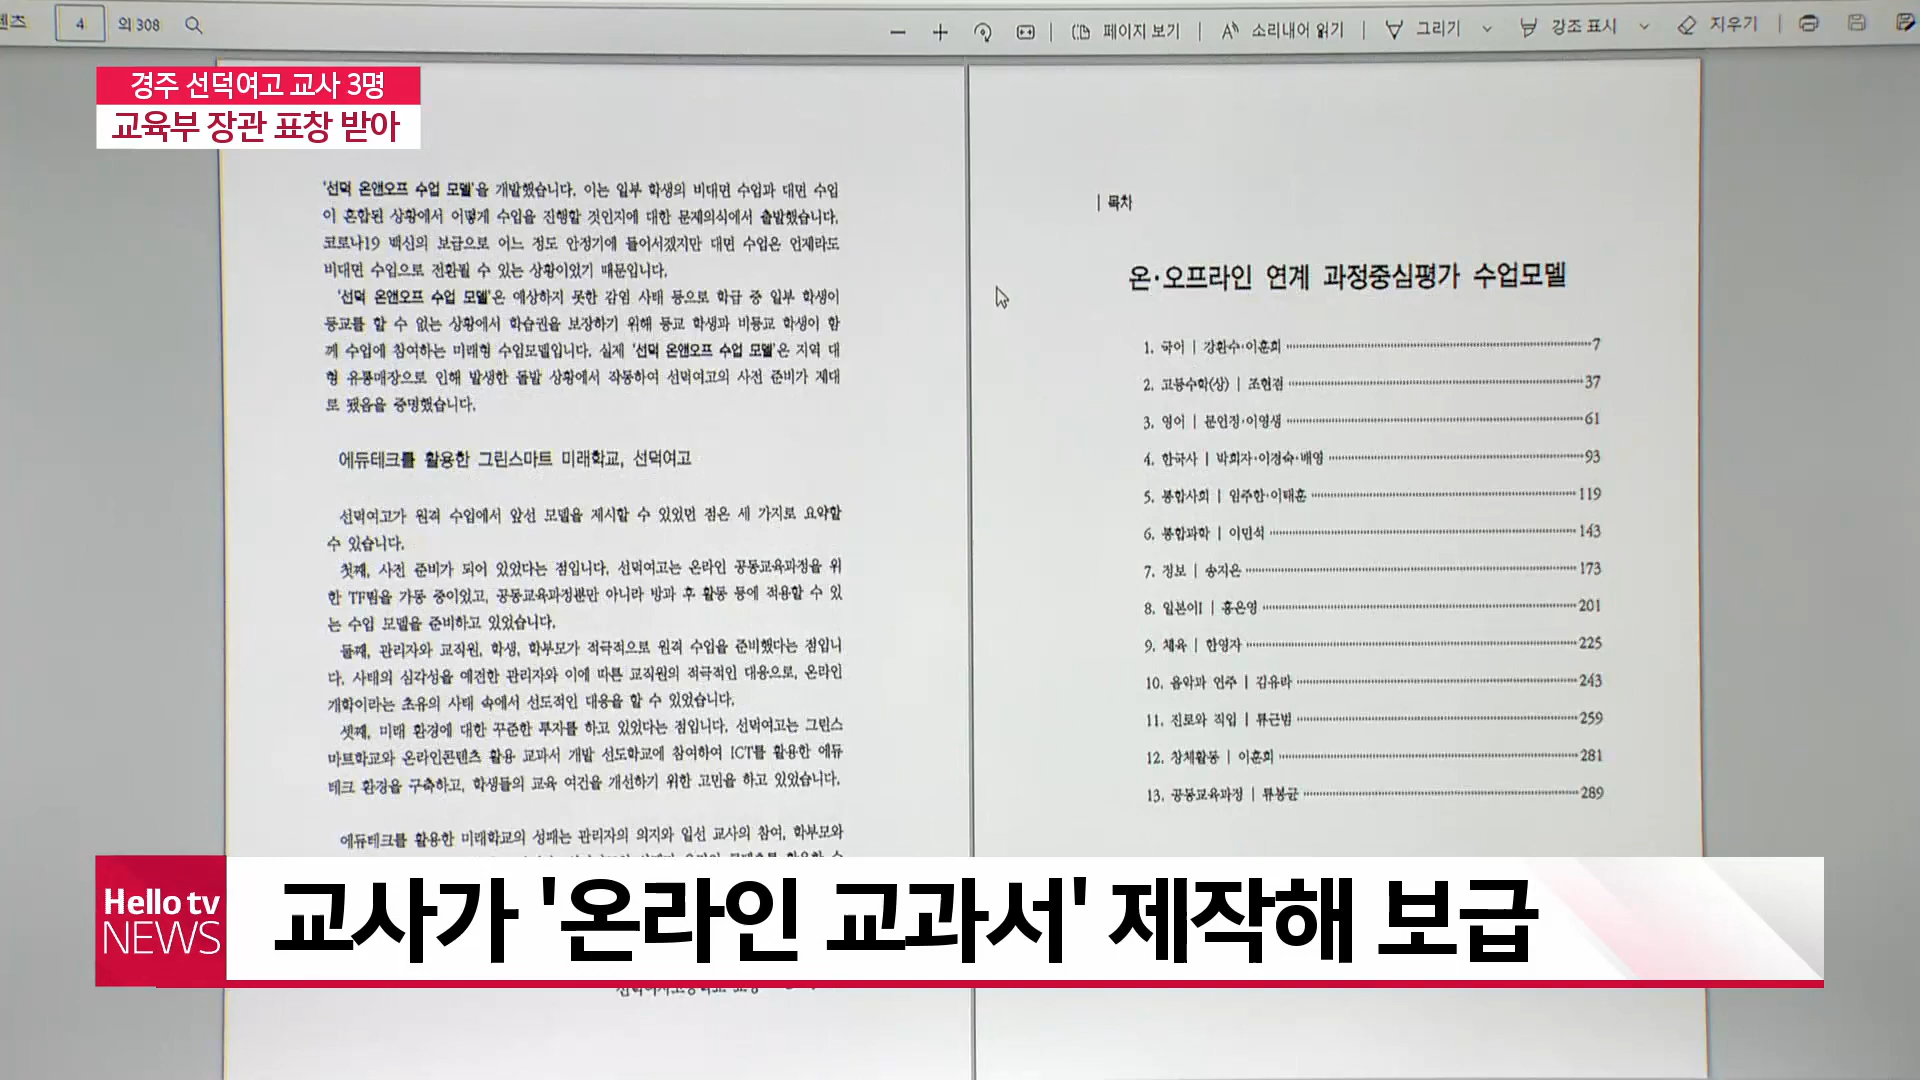 렌츠 4 의 308
페이지 보기 소리내어 읽기 그리기 강조 표시 지우기
경주 선덕여고 교사 3명
교육부 장관 표창 받아
'선덕 온앤오프 수업 모델'을 개발했습니다. 이는 일부 학생의 비대면 수업과 대면 수업
이 혼합된 상황에서 어떻게 수업을 진행할 것인지에 대한 문제의식에서 출발했습니다.
코로나19 백신의 보급으로 어느 정도 안정기에 들어서겠지만 대면 수업은 언제라도
비대면 수업으로 전환될 수 있는 상황이었기 때문입니다.
'선덕 온앤오프 수업 모델'은 예상하지 못한 감염 사태 등으로 학급 중 일부 학생이
등교를 할 수 없는 상황에서 학습권을 보장하기 위해 등교 학생과 비등교 학생이 함
께 수업에 참여하는 미래형 수업모델입니다. 실제 '선덕 온앤오프 수업 모델'은 지역 대
형 유통매장으로 인해 발생한 돌발 상황에서 작동하여 선덕여고의 사전 준비가 제대
로 됐음을 증명했습니다.
에듀테크를 활용한 그린스마트 미래학교, 선덕여고
선덕여고가 원격 수업에서 앞선 모델을 제시할 수 있었던 점은 세 가지로 요약할
수 있습니다.
첫째, 사전 준비가 되어 있었다는 점입니다. 선덕여고는 온라인 공동교육과정을 위
한 TF팀을 가동 중이었고, 공동교육과정뿐만 아니라 방과 후 활동 등에 적용할 수 있
는 수업 모델을 준비하고 있었습니다.
둘째, 관리자와 교직원, 학생, 학부모가 적극적으로 원격 수업을 준비했다는 점입니
다. 사태의 심각성을 예견한 관리자와 이에 따른 교직원의 적극적인 대응으로, 온라인
개학이라는 초유의 사태 속에서 선도적인 대응을 할 수 있었습니다.
셋째, 미래 환경에 대한 꾸준한 투자를 하고 있었다는 점입니다. 선덕여고는 그린스
마트학교와 온라인콘텐츠 활용 교과서 개발 선도학교에 참여하여 ICT를 활용한 에듀
테크 환경을 구축하고, 학생들의 교육 여건을 개선하기 위한 고민을 하고 있었습니다.
에듀테크를 활용한 미래학교의 성패는 관리자의 의지와 일선 교사의 참여, 학부모와
목차
온·오프라인 연계 과정중심평가 수업모델
1. 국어 | 강환수·이훈희 7
2. 고등수학(상) | 조현점 37
3. 영어 | 문인정·이영생 61
4. 한국사 | 박희자·이경숙·배영 93
5. 통합사회 | 임주한·이태훈 119
6. 통합과학 | 이민석 143
7. 정보 | 송지은 173
8. 일본어I | 홍은영 201
9. 체육 | 한영자 225
10. 음악과 연주 | 김유라 243
11. 진로와 직업 | 류근범 259
12. 창체활동 | 이훈희 281
13. 공동교육과정 | 류봉균 289
Hello tv
NEWS
교사가 '온라인 교과서' 제작해 보급